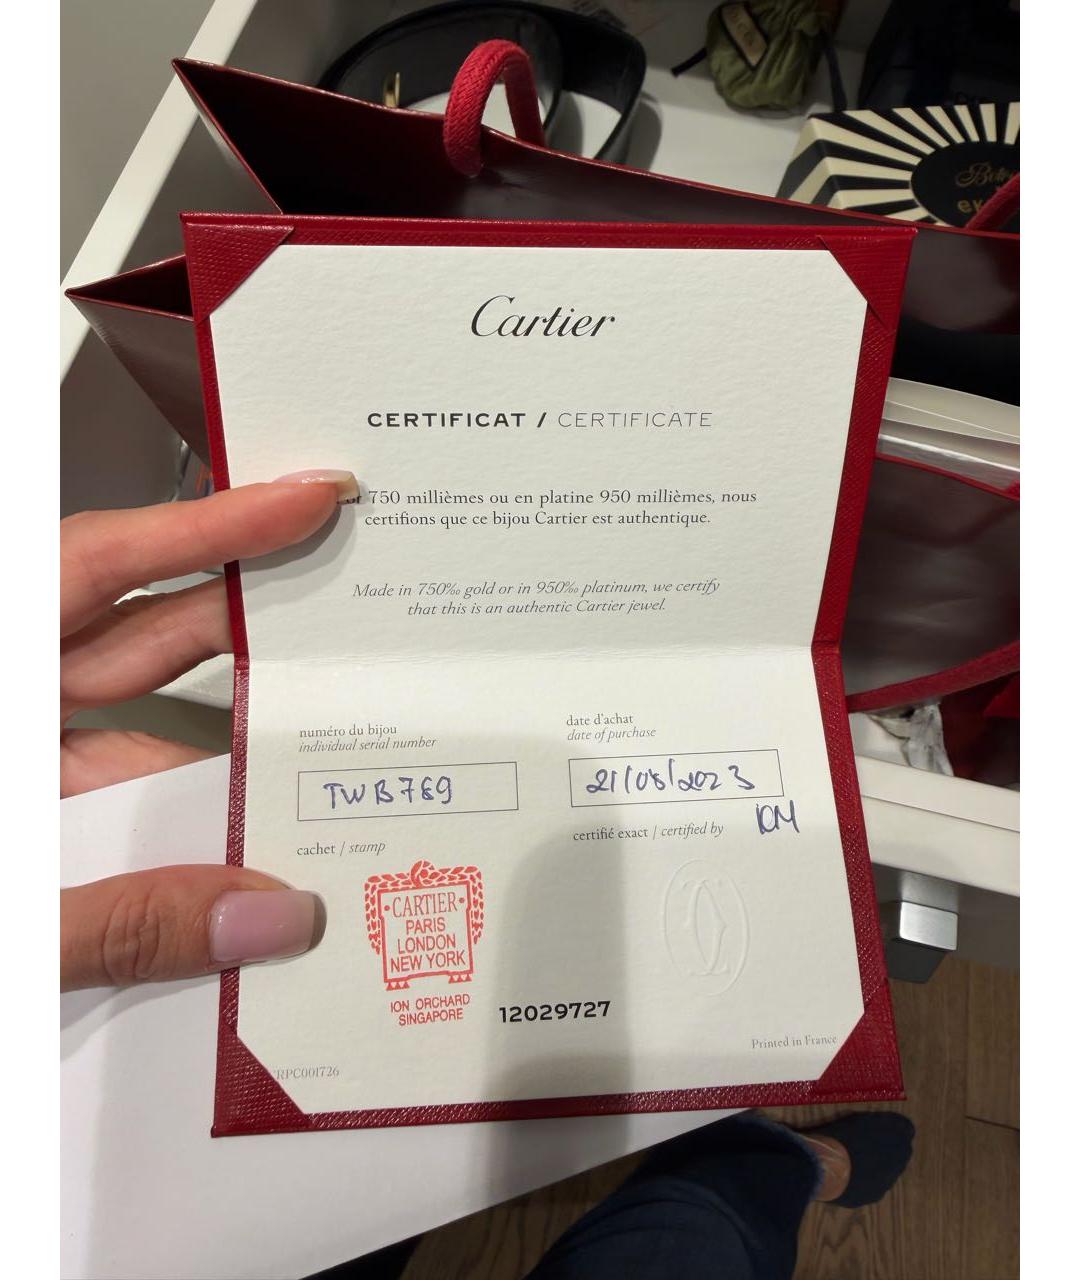 Cartier
CERTIFICAT / CERTIFICATE
or 750 millièmes ou en platine 950 millièmes, nous
certifions que ce bijou Cartier est authentique.
Made in 750‰ gold or in 950‰ platinum, we certify
that this is an authentic Cartier jewel.
numéro du bijou
individual serial number
date d'achat
date of purchase
TWB789
21/08/2023
certifié exact / certified by
cachet / stamp
CARTIER
PARIS
LONDON
NEW YORK
ION ORCHARD
SINGAPORE
12029727
Printed in France
RPC001726